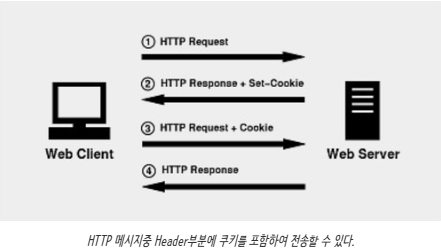 ① HTTP Request
② HTTP Response + Set-Cookie
③ HTTP Request + Cookie
Web Client
Web Server
④ HTTP Response
HTTP 메시지중 Header부분에 쿠키를 포함하여 전송할 수 있다.